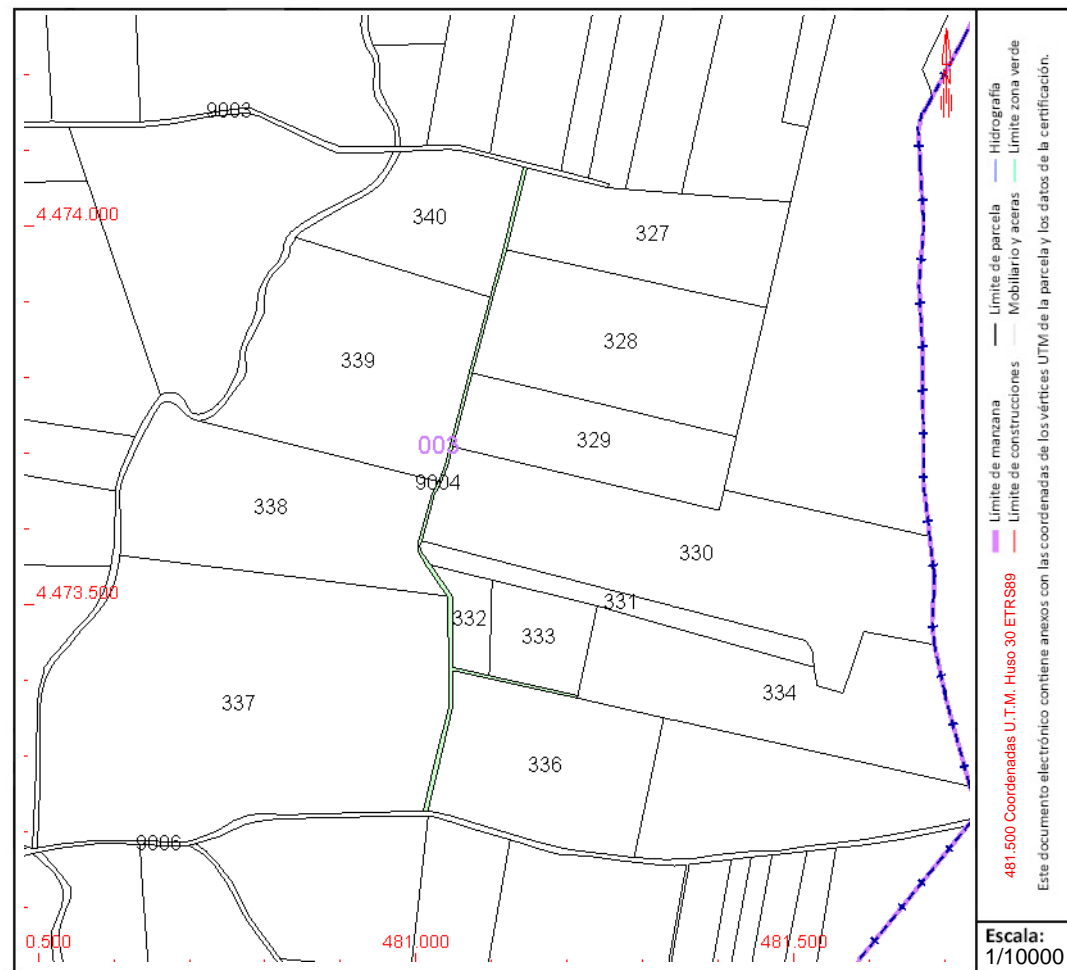 9003
4.474.000
340
327
328
339
329
003
9004
338
330
4.473.500
331
332
333
334
337
336
9006
0.500
481.000
481.500
Hidrografía
Límite zona verde
Límite de parcela
Mobiliario y aceras
Límite de manzana
Límite de construcciones
481.500 Coordenadas U.T.M. Huso 30 ETRS89
Este documento electrónico contiene anexos con las coordenadas de los vértices UTM de la parcela y los datos de la certificación.
Escala:
1/10000